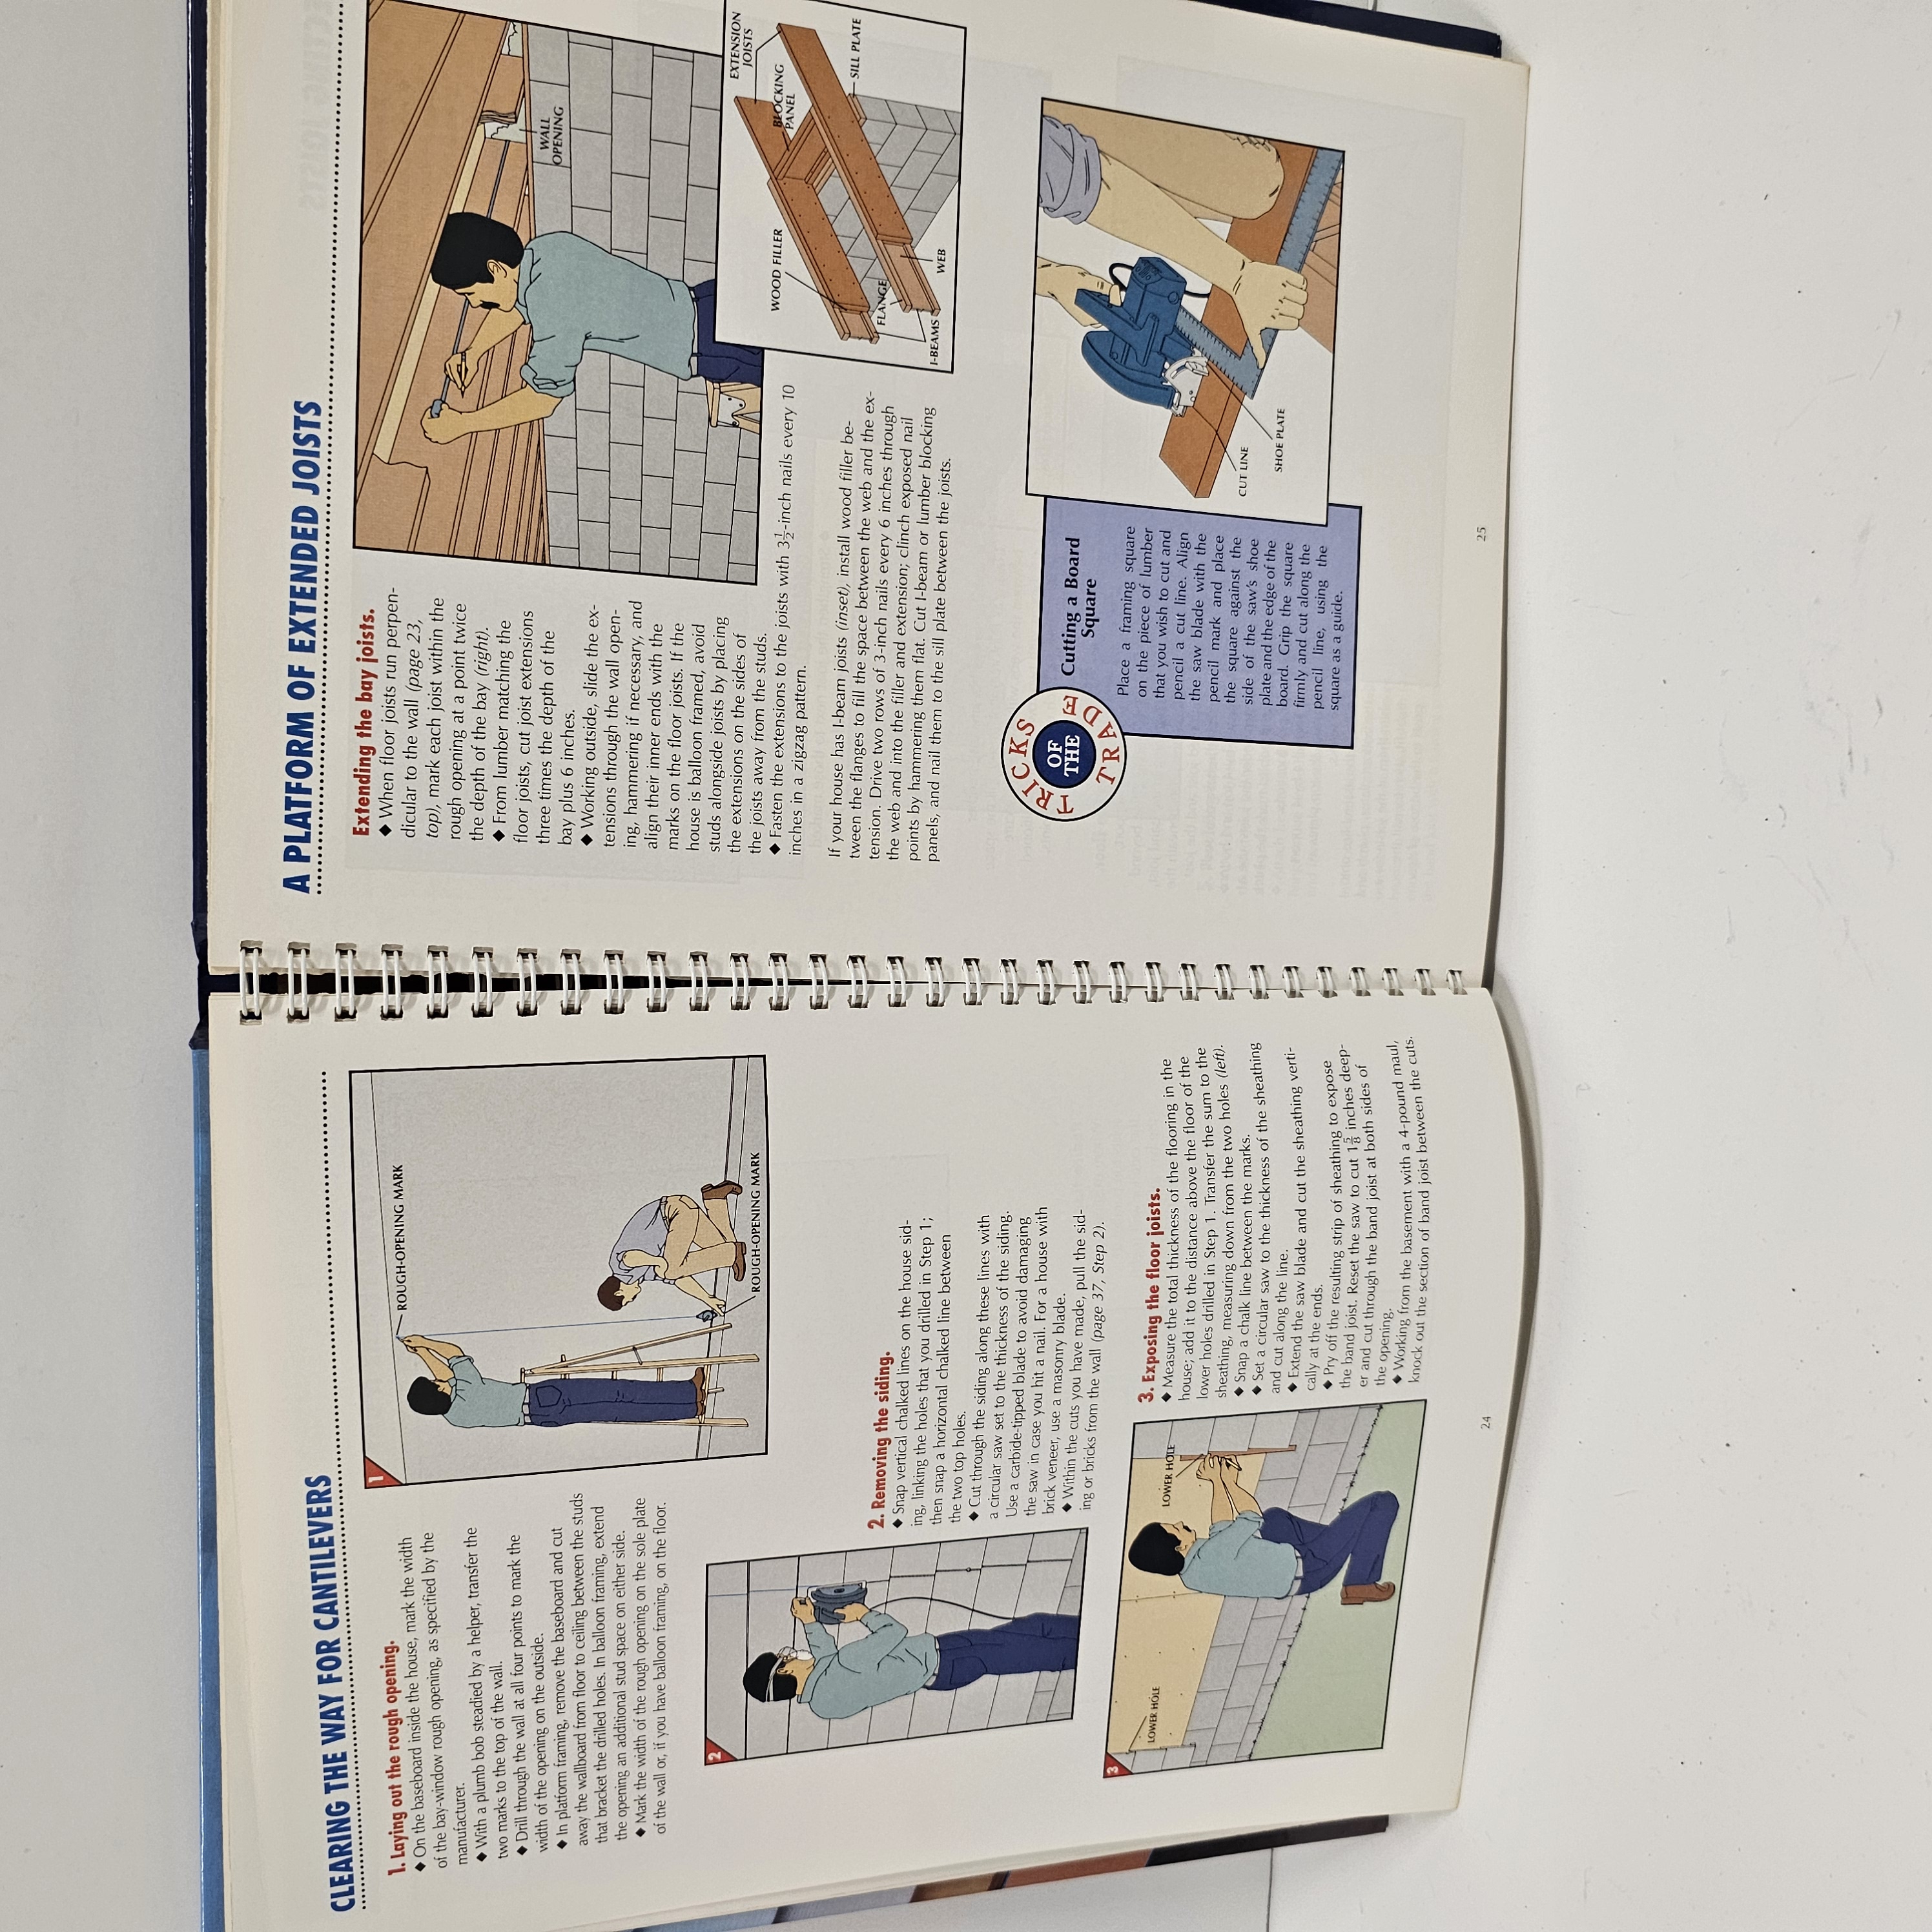 CLEARING THE WAY FOR CANTILEVERS
1. Laying out the rough opening.
◆ On the baseboard inside the house, mark the width
of the bay-window rough opening, as specified by the
manufacturer.
◆ With a plumb bob steadied by a helper, transfer the
two marks to the top of the wall.
◆ Drill through the wall at all four points to mark the
width of the opening on the outside.
◆ In platform framing, remove the baseboard and cut
away the wallboard from floor to ceiling between the studs
that bracket the drilled holes. In balloon framing, extend
the opening an additional stud space on either side.
◆ Mark the width of the rough opening on the sole plate
of the wall or, if you have balloon framing, on the floor.
1
ROUGH-OPENING MARK
ROUGH-OPENING MARK
2
2. Removing the siding.
◆ Snap vertical chalked lines on the house sid-
ing, linking the holes that you drilled in Step 1;
then snap a horizontal chalked line between
the two top holes.
◆ Cut through the siding along these lines with
a circular saw set to the thickness of the siding.
Use a carbide-tipped blade to avoid damaging
the saw in case you hit a nail. For a house with
brick veneer, use a masonry blade.
◆ Within the cuts you have made, pull the sid-
ing or bricks from the wall (page 37, Step 2).
3
LOWER HOLE
LOWER HOLE
3. Exposing the floor joists.
◆ Measure the total thickness of the flooring in the
house; add it to the distance above the floor of the
lower holes drilled in Step 1. Transfer the sum to the
sheathing, measuring down from the two holes (left).
◆ Snap a chalk line between the marks.
◆ Set a circular saw to the thickness of the sheathing
and cut along the line.
◆ Extend the saw blade and cut the sheathing verti-
cally at the ends.
◆ Pry off the resulting strip of sheathing to expose
the band joist. Reset the saw to cut 1⅝ inches deep-
er and cut through the band joist at both sides of
the opening.
◆ Working from the basement with a 4-pound maul,
knock out the section of band joist between the cuts.
24
A PLATFORM OF EXTENDED JOISTS
Extending the bay joists.
◆ When floor joists run perpen-
dicular to the wall (page 23,
top), mark each joist within the
rough opening at a point twice
the depth of the bay (right).
◆ From lumber matching the
floor joists, cut joist extensions
three times the depth of the
bay plus 6 inches.
◆ Working outside, slide the ex-
tensions through the wall open-
ing, hammering if necessary, and
align their inner ends with the
marks on the floor joists. If the
house is balloon framed, avoid
studs alongside joists by placing
the extensions on the sides of
the joists away from the studs.
◆ Fasten the extensions to the joists with 3½-inch nails every 10
inches in a zigzag pattern.
If your house has I-beam joists (inset), install wood filler be-
tween the flanges to fill the space between the web and the ex-
tension. Drive two rows of 3-inch nails every 6 inches through
the web and into the filler and extension; clinch exposed nail
points by hammering them flat. Cut I-beam or lumber blocking
panels, and nail them to the sill plate between the joists.
WALL
OPENING
EXTENSION
JOISTS
WOOD FILLER
BLOCKING
PANEL
SILL PLATE
FLANGE
I-BEAMS
WEB
TRICKS
OF
THE
TRADE
Cutting a Board
Square
Place a framing square
on the piece of lumber
that you wish to cut and
pencil a cut line. Align
the saw blade with the
pencil mark and place
the square against the
side of the saw's shoe
plate and the edge of the
board. Grip the square
firmly and cut along the
pencil line, using the
square as a guide.
CUT LINE
SHOE PLATE
25